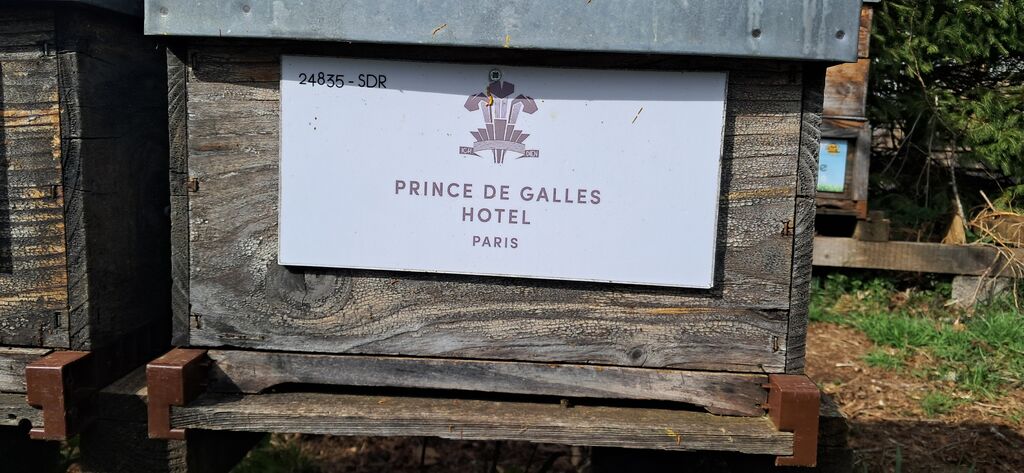 24835 - SDR
PRINCE DE GALLES
HOTEL
PARIS